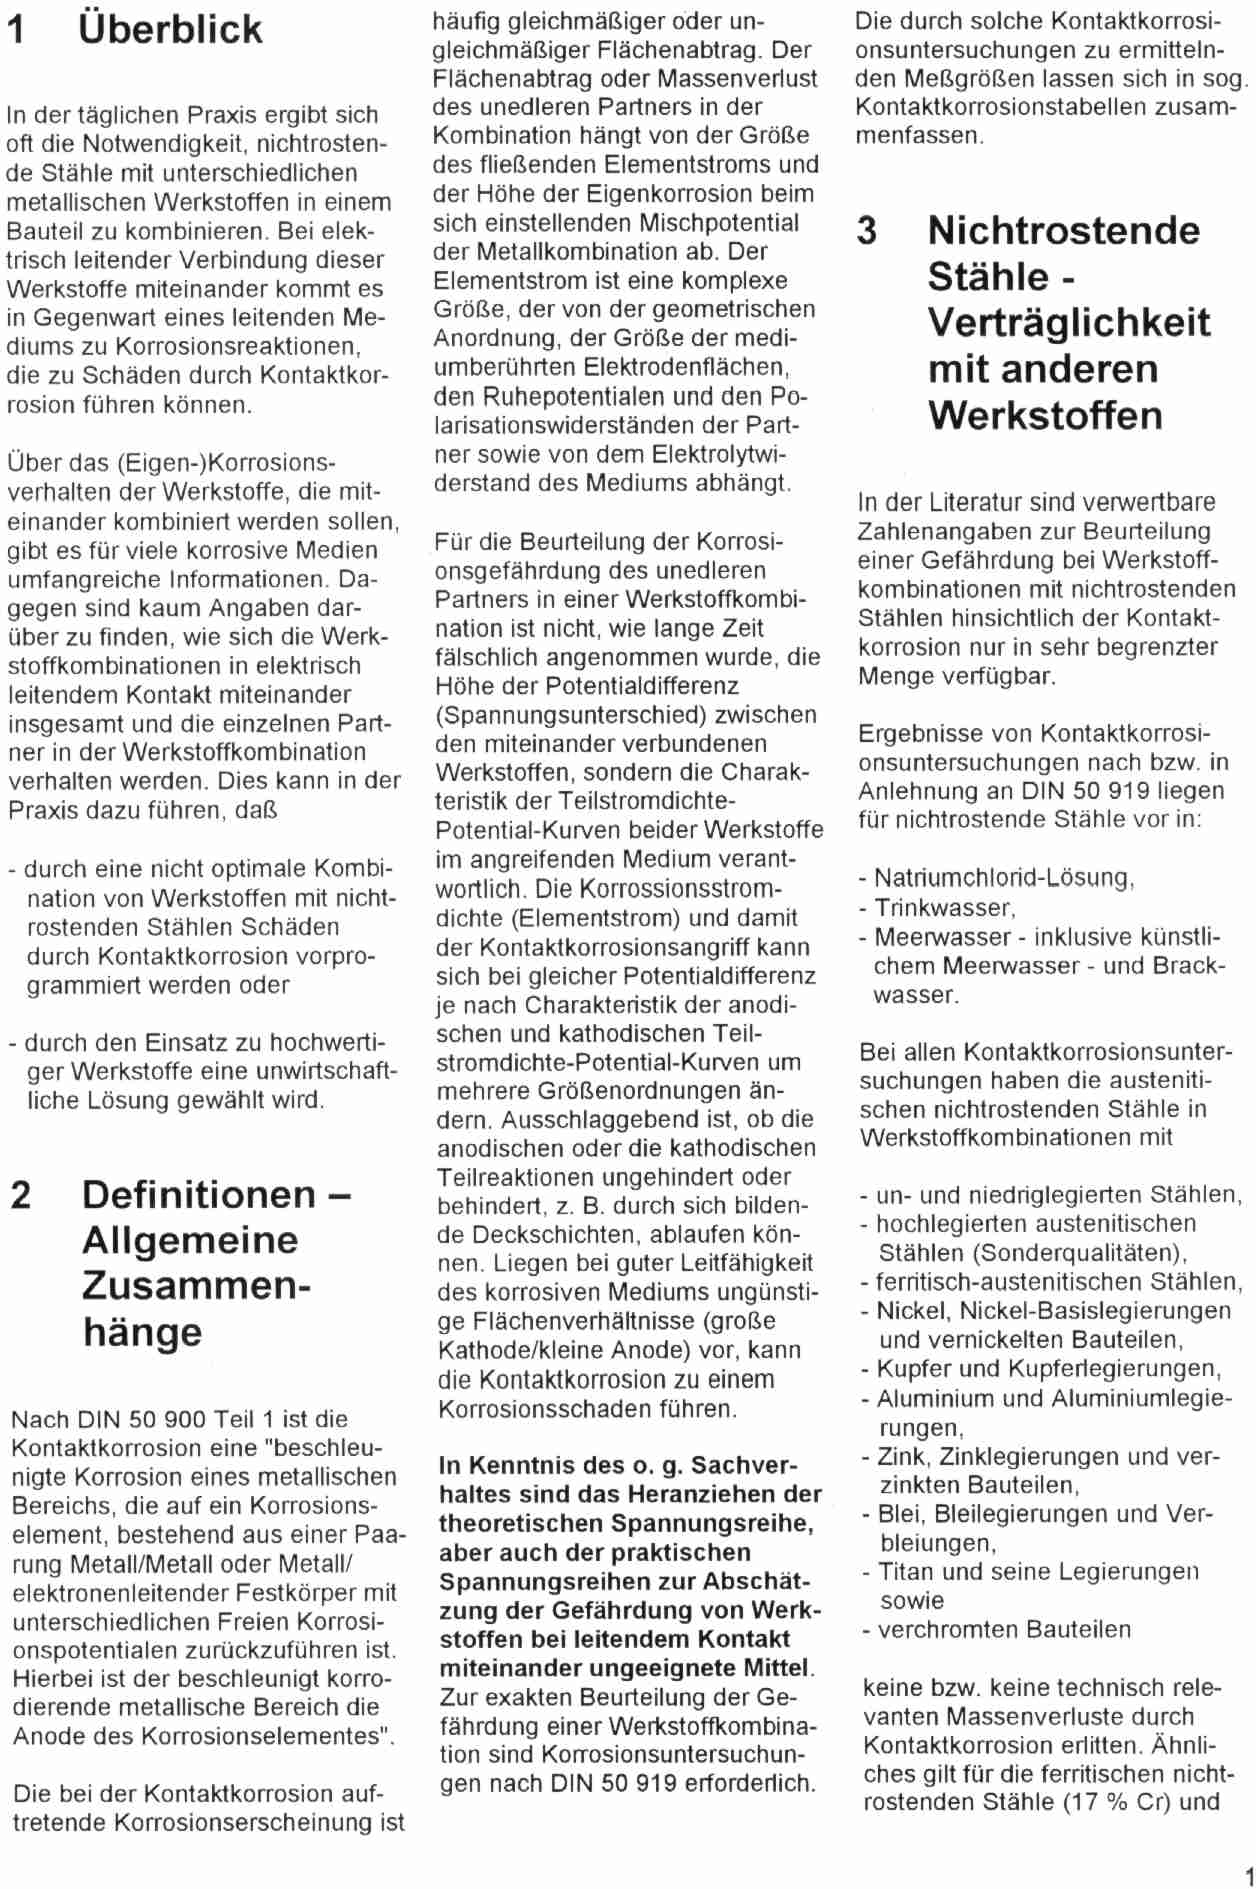 1 Überblick
In der täglichen Praxis ergibt sich
oft die Notwendigkeit, nichtrosten-
de Stähle mit unterschiedlichen
metallischen Werkstoffen in einem
Bauteil zu kombinieren. Bei elek-
trisch leitender Verbindung dieser
Werkstoffe miteinander kommt es
in Gegenwart eines leitenden Me-
diums zu Korrosionsreaktionen,
die zu Schäden durch Kontaktkor-
rosion führen können.
Über das (Eigen-)Korrosions-
verhalten der Werkstoffe, die mit-
einander kombiniert werden sollen,
gibt es für viele korrosive Medien
umfangreiche Informationen. Da-
gegen sind kaum Angaben dar-
über zu finden, wie sich die Werk-
stoffkombinationen in elektrisch
leitendem Kontakt miteinander
insgesamt und die einzelnen Part-
ner in der Werkstoffkombination
verhalten werden. Dies kann in der
Praxis dazu führen, daß
- durch eine nicht optimale Kombi-
nation von Werkstoffen mit nicht-
rostenden Stählen Schäden
durch Kontaktkorrosion vorpro-
grammiert werden oder
- durch den Einsatz zu hochwerti-
ger Werkstoffe eine unwirtschaft-
liche Lösung gewählt wird.
2 Definitionen –
Allgemeine
Zusammen-
hänge
Nach DIN 50 900 Teil 1 ist die
Kontaktkorrosion eine "beschleu-
nigte Korrosion eines metallischen
Bereichs, die auf ein Korrosions-
element, bestehend aus einer Paa-
rung Metall/Metall oder Metall/
elektronenleitender Festkörper mit
unterschiedlichen Freien Korrosi-
onspotentialen zurückzuführen ist.
Hierbei ist der beschleunigt korro-
dierende metallische Bereich die
Anode des Korrosionselementes".
Die bei der Kontaktkorrosion auf-
tretende Korrosionserscheinung ist
häufig gleichmäßiger oder un-
gleichmäßiger Flächenabtrag. Der
Flächenabtrag oder Massenverlust
des unedleren Partners in der
Kombination hängt von der Größe
des fließenden Elementstroms und
der Höhe der Eigenkorrosion beim
sich einstellenden Mischpotential
der Metallkombination ab. Der
Elementstrom ist eine komplexe
Größe, der von der geometrischen
Anordnung, der Größe der medi-
umberührten Elektrodenflächen,
den Ruhepotentialen und den Po-
larisationswiderständen der Part-
ner sowie von dem Elektrolytwi-
derstand des Mediums abhängt.
Für die Beurteilung der Korrosi-
onsgefährdung des unedleren
Partners in einer Werkstoffkombi-
nation ist nicht, wie lange Zeit
fälschlich angenommen wurde, die
Höhe der Potentialdifferenz
(Spannungsunterschied) zwischen
den miteinander verbundenen
Werkstoffen, sondern die Charak-
teristik der Teilstromdichte-
Potential-Kurven beider Werkstoffe
im angreifenden Medium verant-
wortlich. Die Korrossionsstrom-
dichte (Elementstrom) und damit
der Kontaktkorrosionsangriff kann
sich bei gleicher Potentialdifferenz
je nach Charakteristik der anodi-
schen und kathodischen Teil-
stromdichte-Potential-Kurven um
mehrere Größenordnungen än-
dern. Ausschlaggebend ist, ob die
anodischen oder die kathodischen
Teilreaktionen ungehindert oder
behindert, z. B. durch sich bilden-
de Deckschichten, ablaufen kön-
nen. Liegen bei guter Leitfähigkeit
des korrosiven Mediums ungünsti-
ge Flächenverhältnisse (große
Kathode/kleine Anode) vor, kann
die Kontaktkorrosion zu einem
Korrosionsschaden führen.
In Kenntnis des o. g. Sachver-
haltes sind das Heranziehen der
theoretischen Spannungsreihe,
aber auch der praktischen
Spannungsreihen zur Abschät-
zung der Gefährdung von Werk-
stoffen bei leitendem Kontakt
miteinander ungeeignete Mittel.
Zur exakten Beurteilung der Ge-
fährdung einer Werkstoffkombina-
tion sind Korrosionsuntersuchun-
gen nach DIN 50 919 erforderlich.
Die durch solche Kontaktkorrosi-
onsuntersuchungen zu ermitteln-
den Meßgrößen lassen sich in sog.
Kontaktkorrosionstabellen zusam-
menfassen.
3 Nichtrostende
Stähle -
Verträglichkeit
mit anderen
Werkstoffen
In der Literatur sind verwertbare
Zahlenangaben zur Beurteilung
einer Gefährdung bei Werkstoff-
kombinationen mit nichtrostenden
Stählen hinsichtlich der Kontakt-
korrosion nur in sehr begrenzter
Menge verfügbar.
Ergebnisse von Kontaktkorrosi-
onsuntersuchungen nach bzw. in
Anlehnung an DIN 50 919 liegen
für nichtrostende Stähle vor in:
- Natriumchlorid-Lösung,
- Trinkwasser,
- Meerwasser - inklusive künstli-
chem Meerwasser - und Brack-
wasser.
Bei allen Kontaktkorrosionsunter-
suchungen haben die austeniti-
schen nichtrostenden Stähle in
Werkstoffkombinationen mit
- un- und niedriglegierten Stählen,
- hochlegierten austenitischen
Stählen (Sonderqualitäten),
- ferritisch-austenitischen Stählen,
- Nickel, Nickel-Basislegierungen
und vernickelten Bauteilen,
- Kupfer und Kupferlegierungen,
- Aluminium und Aluminiumlegie-
rungen,
- Zink, Zinklegierungen und ver-
zinkten Bauteilen,
- Blei, Bleilegierungen und Ver-
bleiungen,
- Titan und seine Legierungen
sowie
- verchromten Bauteilen
keine bzw. keine technisch rele-
vanten Massenverluste durch
Kontaktkorrosion erlitten. Ähnli-
ches gilt für die ferritischen nicht-
rostenden Stähle (17 % Cr) und
1